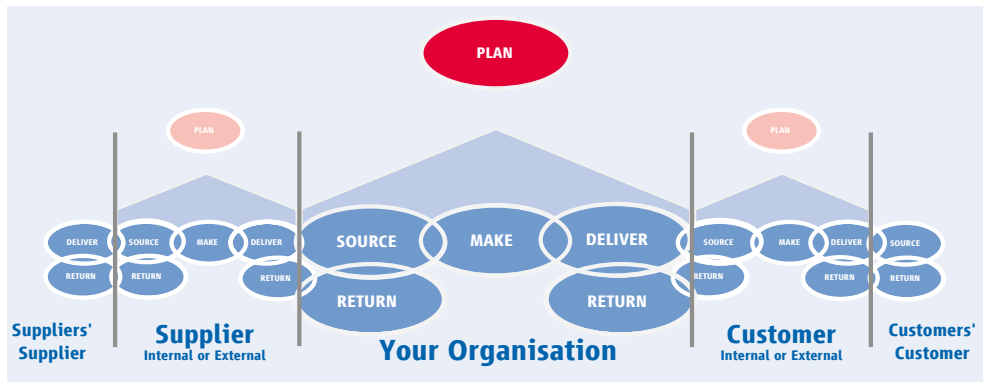 PLAN
PLAN
PLAN
DELIVER
SOURCE
MAKE
DELIVER
SOURCE
MAKE
DELIVER
SOURCE
MAKE
DELIVER
SOURCE
RETURN
RETURN
RETURN
RETURN
RETURN
RETURN
RETURN
RETURN
Suppliers'
Supplier
Supplier
Internal or External
Your Organisation
Customer
Internal or External
Customers'
Customer